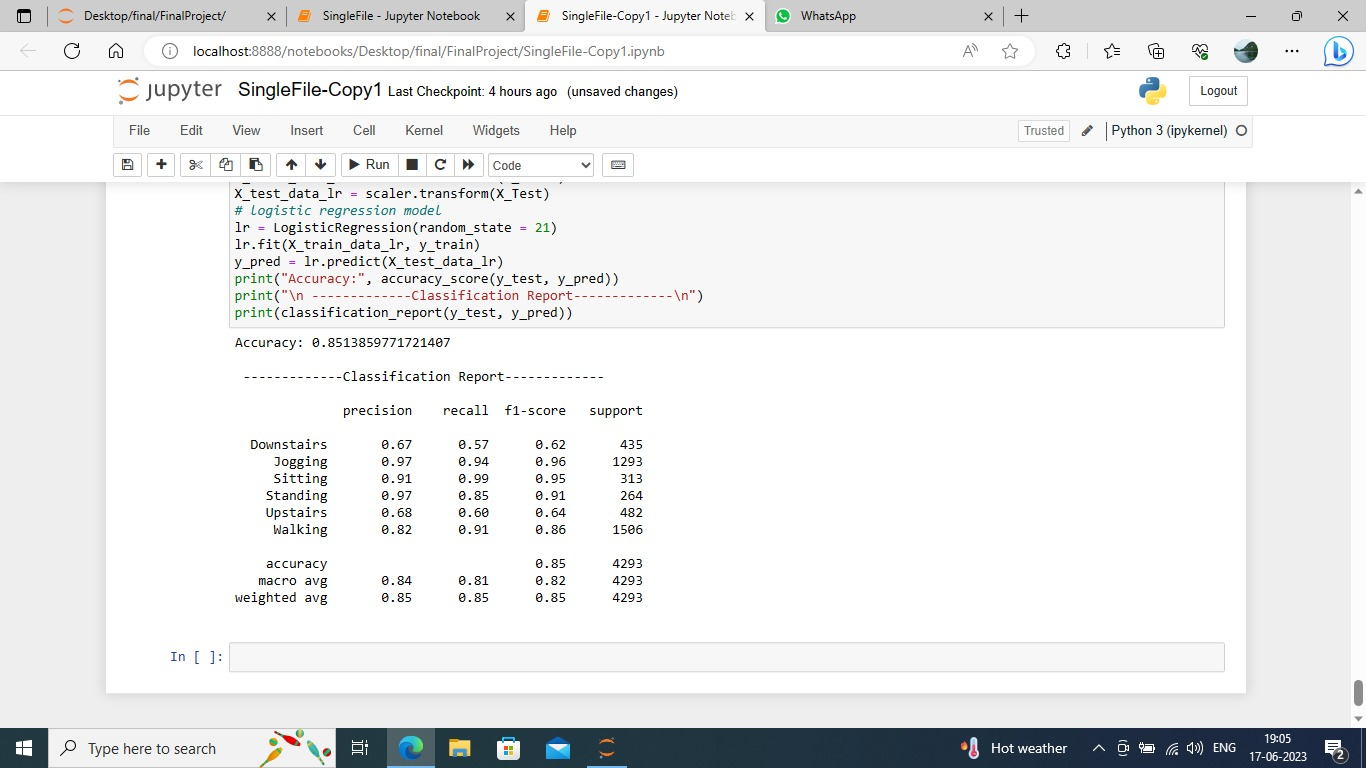 Desktop/final/FinalProject/
SingleFile - Jupyter Notebook
SingleFile-Copy1 - Jupyter Noteb
WhatsApp
localhost:8888/notebooks/Desktop/final/FinalProject/SingleFile-Copy1.ipynb
jupyter SingleFile-Copy1 Last Checkpoint: 4 hours ago (unsaved changes)
Logout
File Edit View Insert Cell Kernel Widgets Help
Trusted
Python 3 (ipykernel)
Run
Code
X_test_data_lr = scaler.transform(X_Test)
# logistic regression model
lr = LogisticRegression(random_state = 21)
lr.fit(X_train_data_lr, y_train)
y_pred = lr.predict(X_test_data_lr)
print("Accuracy:", accuracy_score(y_test, y_pred))
print("\n -------------Classification Report-------------\n")
print(classification_report(y_test, y_pred))
Accuracy: 0.8513859771721407
-------------Classification Report-------------
precision recall f1-score support
Downstairs 0.67 0.57 0.62 435
Jogging 0.97 0.94 0.96 1293
Sitting 0.91 0.99 0.95 313
Standing 0.97 0.85 0.91 264
Upstairs 0.68 0.60 0.64 482
Walking 0.82 0.91 0.86 1506
accuracy 0.85 4293
macro avg 0.84 0.81 0.82 4293
weighted avg 0.85 0.85 0.85 4293
In [ ]:
Type here to search
Hot weather
ENG
19:05
17-06-2023
2